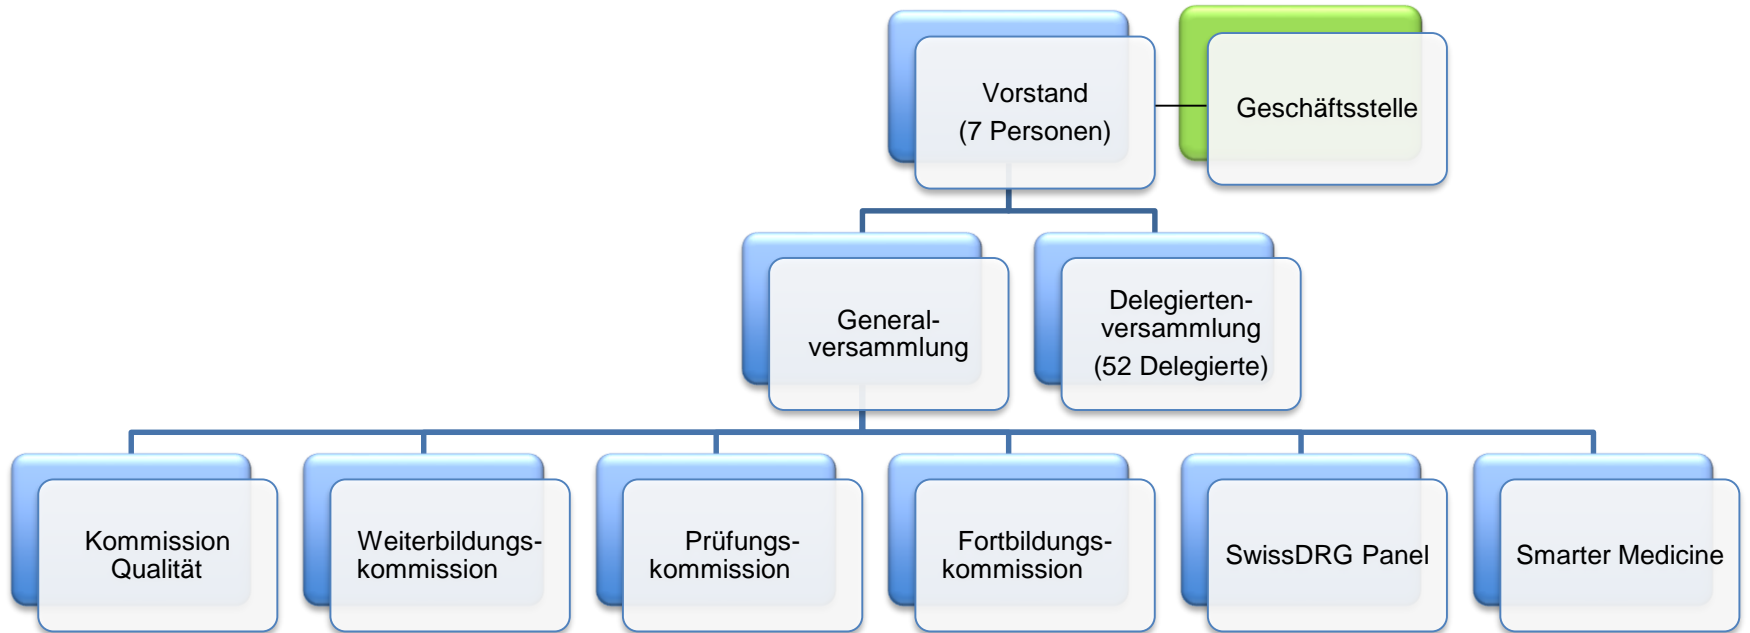 Vorstand
(7 Personen)
Geschäftsstelle
General-
versammlung
Delegierten-
versammlung
(52 Delegierte)
Kommission
Qualität
Weiterbildungs-
kommission
Prüfungs-
kommission
Fortbildungs-
kommission
SwissDRG Panel
Smarter Medicine